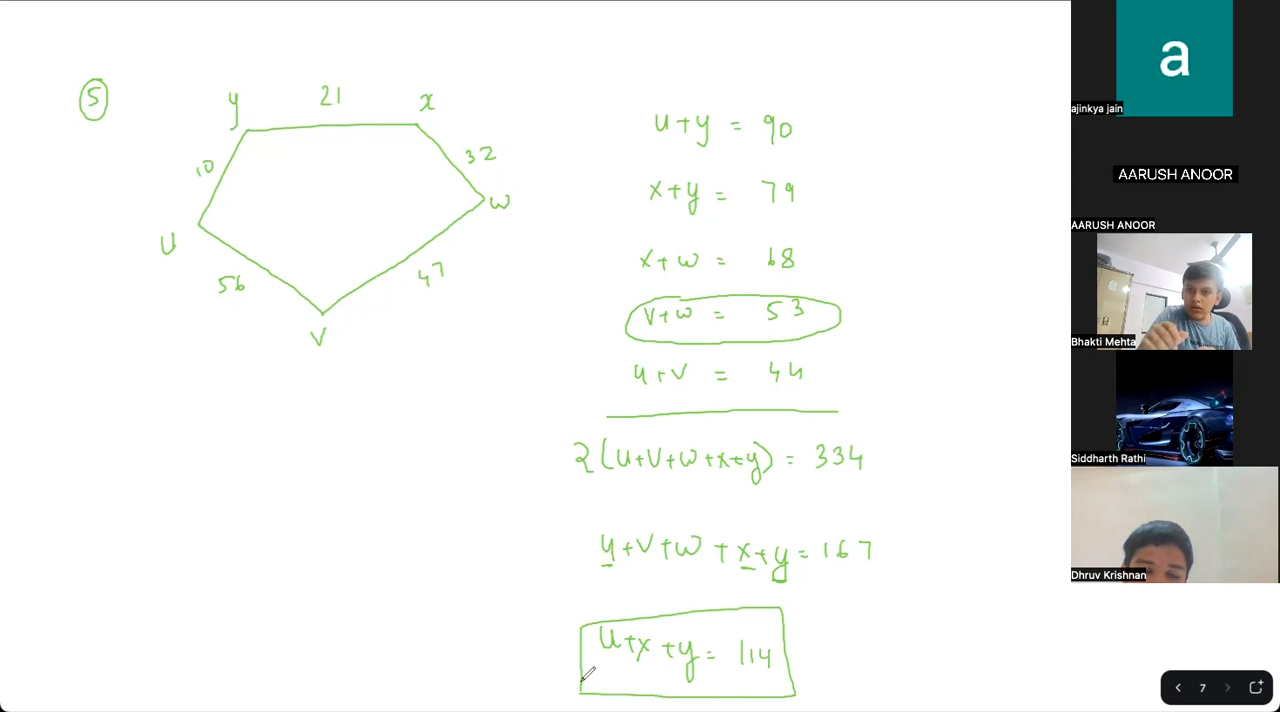 5
y 21 x
10
32
w
U
56
47
V
u+y = 90
x+y = 79
x+w = 68
v+w = 53
u+v = 44
2(u+v+w+x+y) = 334
u+v+w+x+y=167
u+x+y= 114
a
ajinkya jain
AARUSH ANOOR
AARUSH ANOOR
Bhakti Mehta
Siddharth Rathi
Dhruv Krishnan
< 7 >